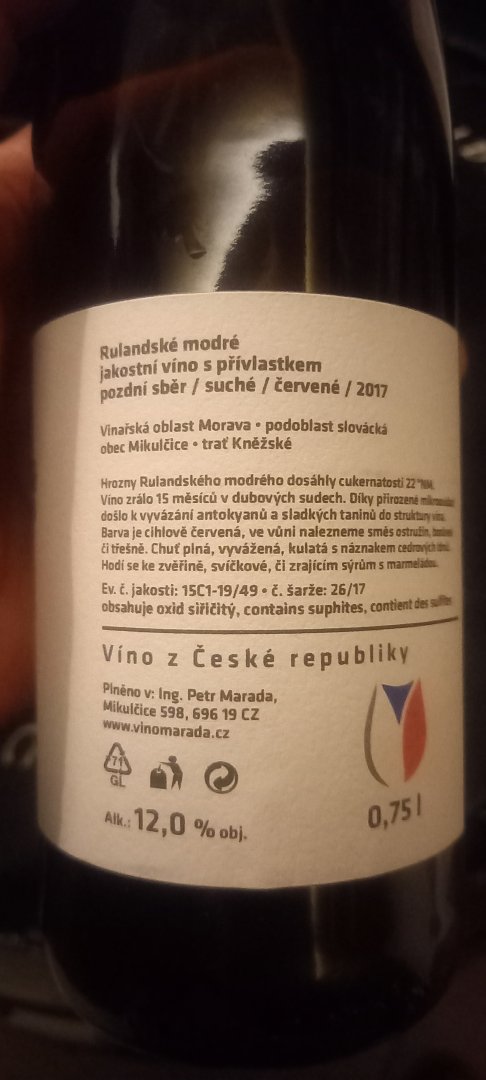 Rulandské modré
jakostní víno s přívlastkem
pozdní sběr / suché / červené / 2017
Vinařská oblast Morava • podoblast slovácká
obec Mikulčice • trať Kněžské
Hrozny Rulandského modrého dosáhly cukernatosti 22 °NM.
Víno zrálo 15 měsíců v dubových sudech. Díky přirozené
došlo k vyvázání antokyanů a sladkých taninů do struktury vína.
Barva je cihlově červená, ve vůni nalezneme směs ostružin,
či třešně. Chuť plná, vyvážená, kulatá s náznakem cedrových
Hodí se ke zvěřině, svíčkové, či zrajícím sýrům s marmeládou.
Ev. č. jakosti: 15C1-19/49 • č. šarže: 26/17
obsahuje oxid siřičitý, contains suphites, contient des sulfites
Víno z České republiky
Plněno v: Ing. Petr Marada,
Mikulčice 598, 696 19 CZ
www.vinomarada.cz
71
GL
Alk.: 12,0 % obj.
0,75 l